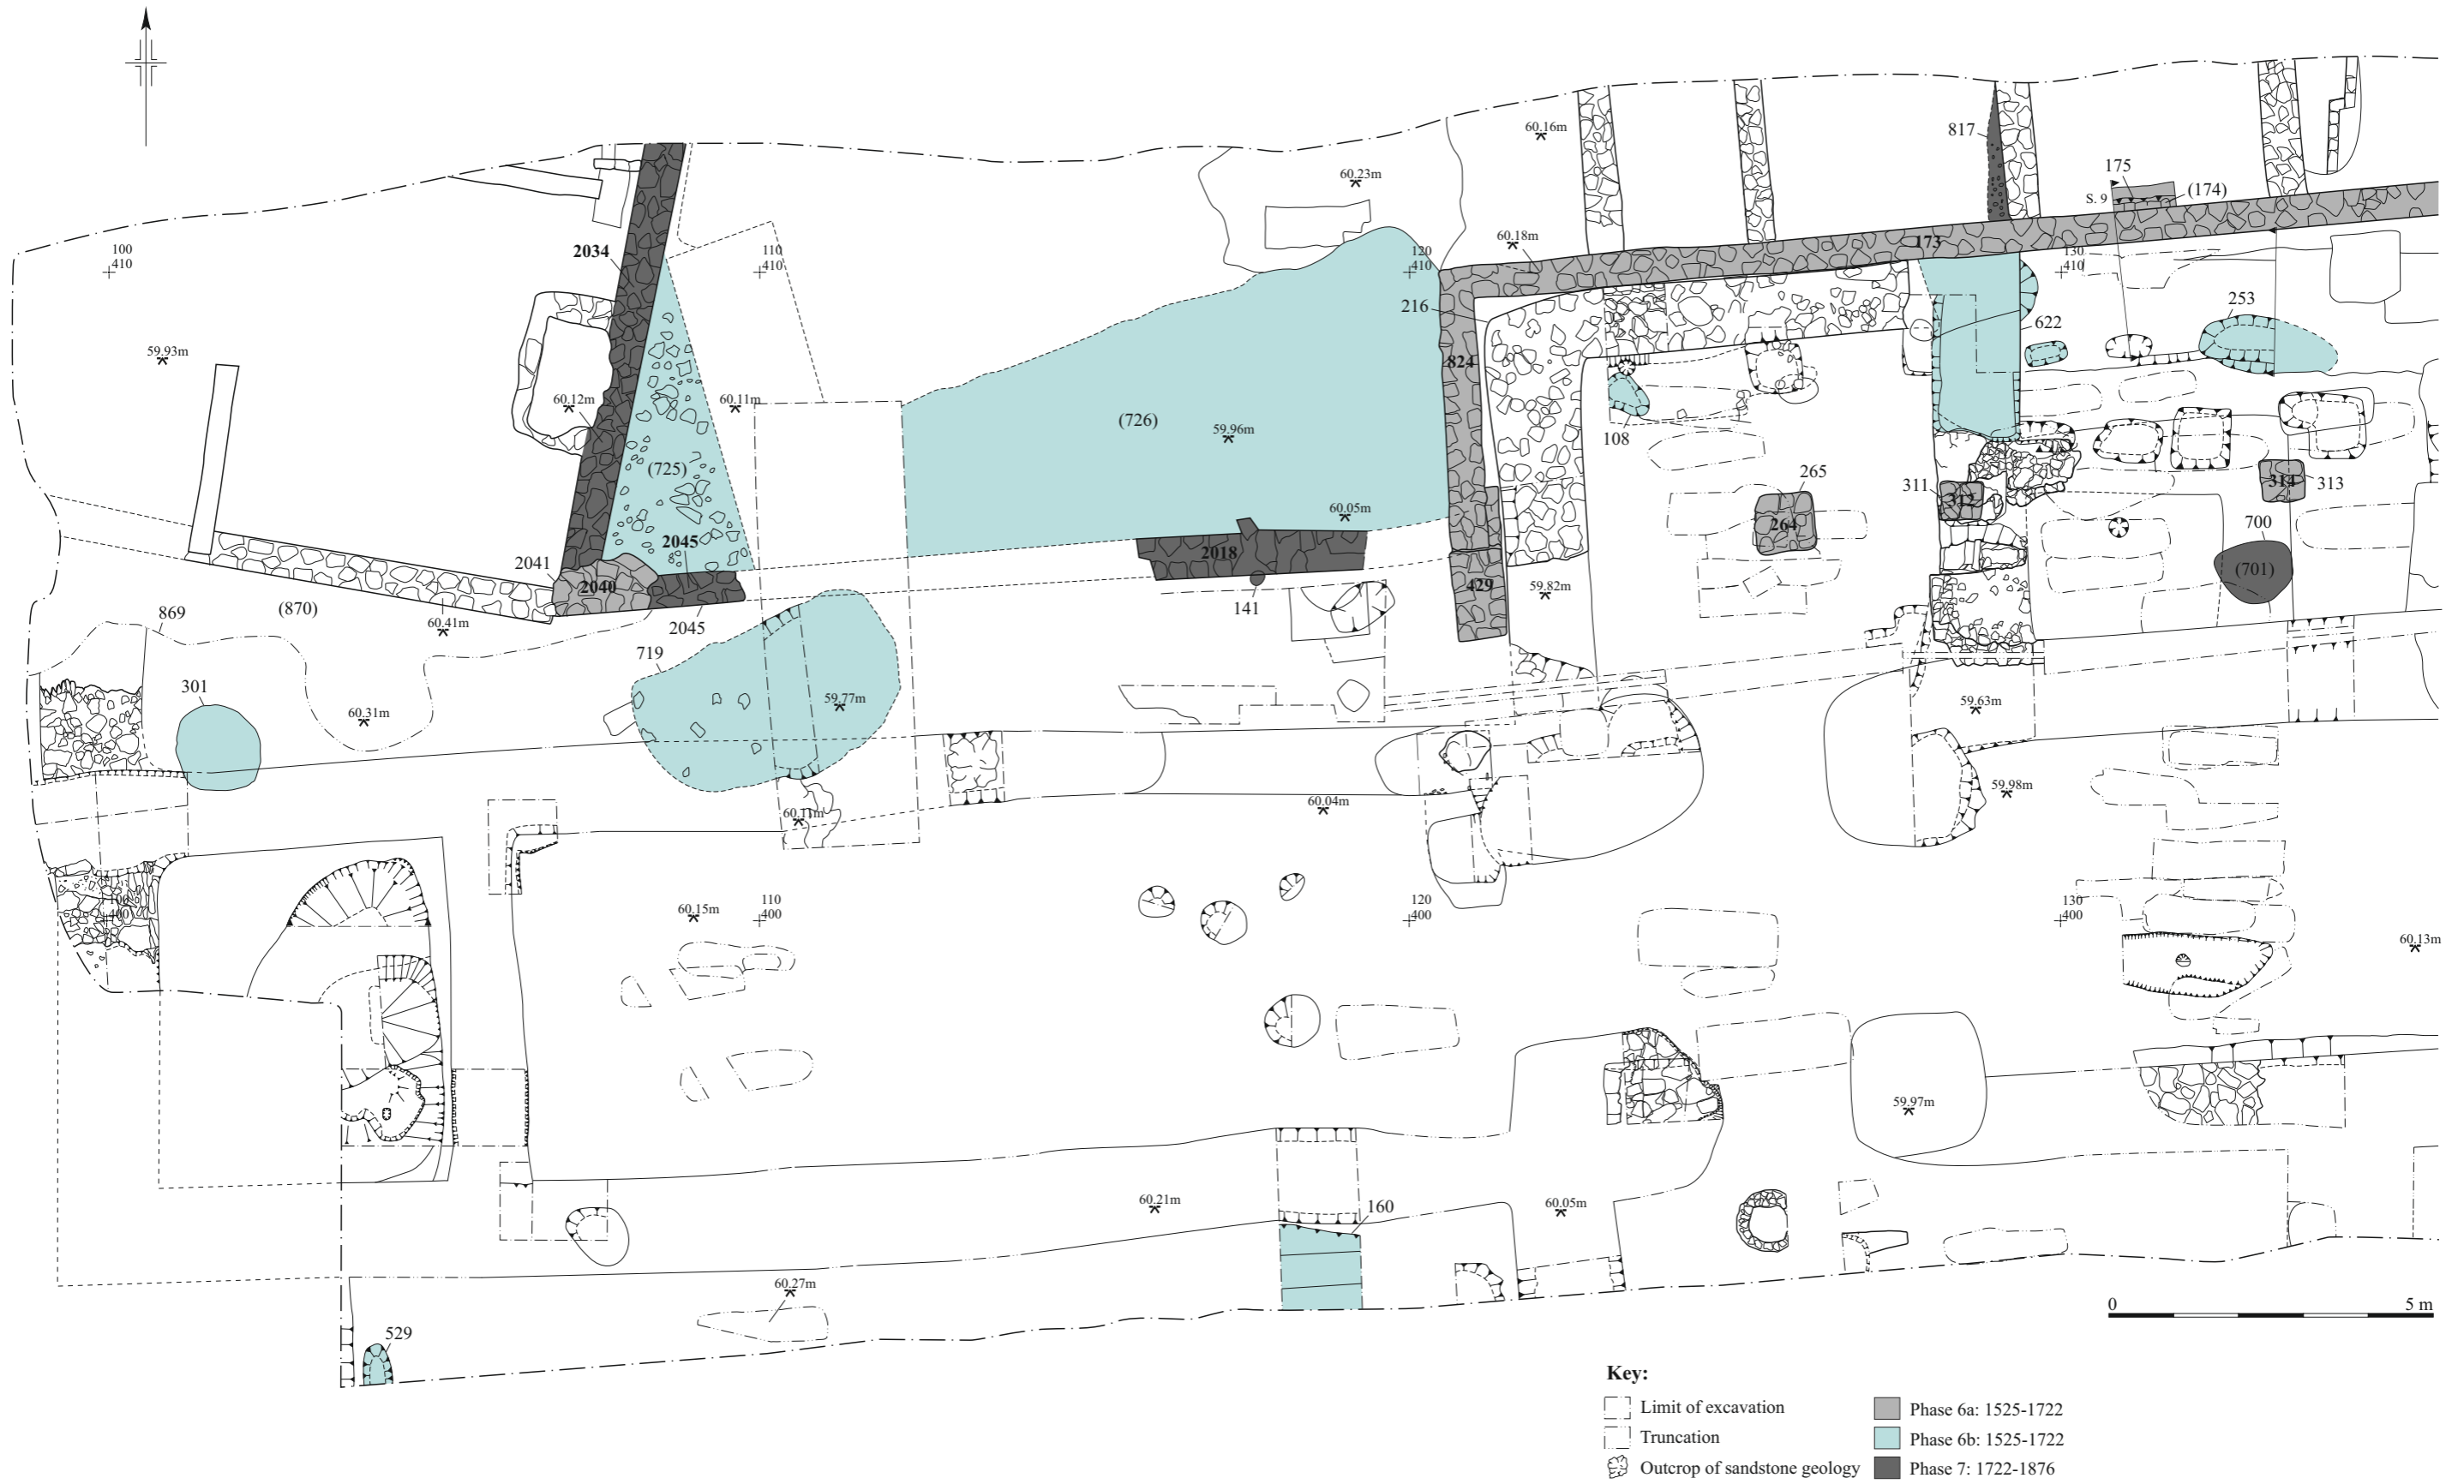 60.16m
817
60.23m
175
(174)
S. 9
60.18m
173
2034
100
410
110
410
120
410
130
410
216
253
622
59.93m
824
60.12m
60.11m
(726)
59.96m
108
(725)
265
311
312
314
313
60.05m
264
700
2045
2018
(701)
2041
2040
429
59.82m
869
(870)
60.41m
2045
141
719
301
60.31m
59.77m
59.63m
59.98m
60.11m
60.04m
100
400
60.15m
110
400
120
400
130
400
60.13m
59.97m
60.21m
160
60.05m
60.27m
529
0
5 m
Key:
Limit of excavation
Truncation
Outcrop of sandstone geology
Phase 6a: 1525-1722
Phase 6b: 1525-1722
Phase 7: 1722-1876